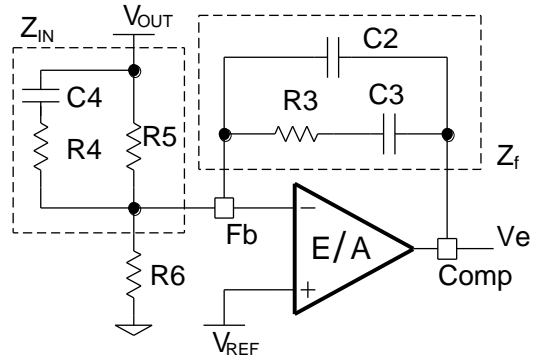 V_OUT
Z_IN
C4
R4
R5
R6
C2
R3
C3
Z_f
Fb
−
E/A
+
V_REF
Ve
Comp